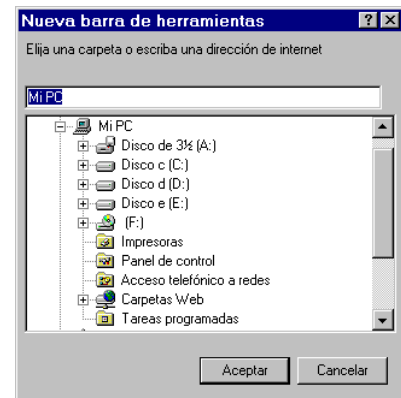 Nueva barra de herramientas
Elija una carpeta o escriba una dirección de internet
Mi PC
Mi PC
Disco de 3½ (A:)
Disco c (C:)
Disco d (D:)
Disco e (E:)
(F:)
Impresoras
Panel de control
Acceso telefónico a redes
Carpetas Web
Tareas programadas
Aceptar Cancelar